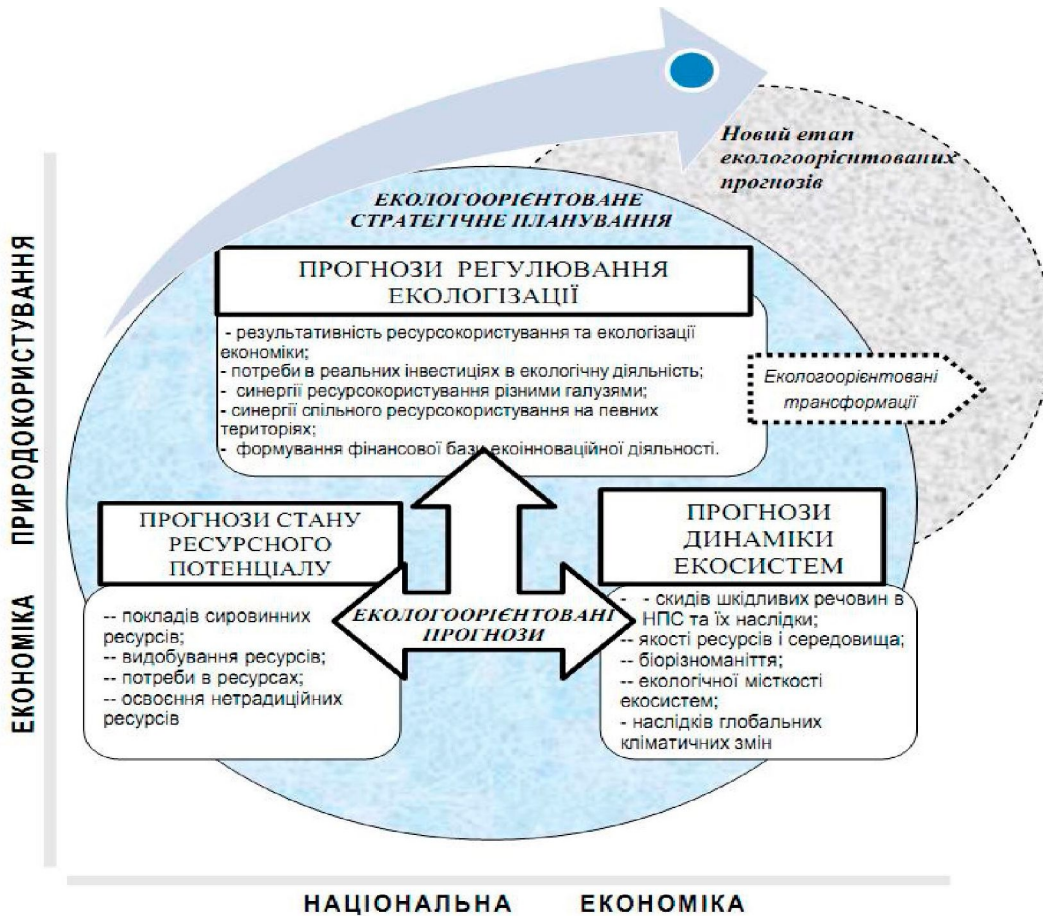 Новий етап
екологоорієнтованих
прогнозів
ЕКОЛОГООРІЄНТОВАНЕ
СТРАТЕГІЧНЕ ПЛАНУВАННЯ
ПРОГНОЗИ РЕГУЛЮВАННЯ
ЕКОЛОГІЗАЦІЇ
- результативність ресурсокористування та екологізації
економіки;
- потреби в реальних інвестиціях в екологічну діяльність;
- синергії ресурсокористування різними галузями;
- синергії спільного ресурсокористування на певних
територіях;
- формування фінансової бази екоінноваційної діяльності.
Екологоорієнтовані
трансформації
ПРОГНОЗИ СТАНУ
РЕСУРСНОГО
ПОТЕНЦІАЛУ
-- покладів сировинних
ресурсів;
-- видобування ресурсів;
-- потреби в ресурсах;
-- освоєння нетрадиційних
ресурсів
ЕКОЛОГООРІЄНТОВАНІ
ПРОГНОЗИ
ПРОГНОЗИ
ДИНАМІКИ
ЕКОСИСТЕМ
- - скидів шкідливих речовин в
НПС та їх наслідки;
-- якості ресурсів і середовища;
-- біорізноманіття;
-- екологічної місткості
екосистем;
- наслідків глобальних
кліматичних змін
ЕКОНОМІКА ПРИРОДОКОРИСТУВАННЯ
НАЦІОНАЛЬНА ЕКОНОМІКА